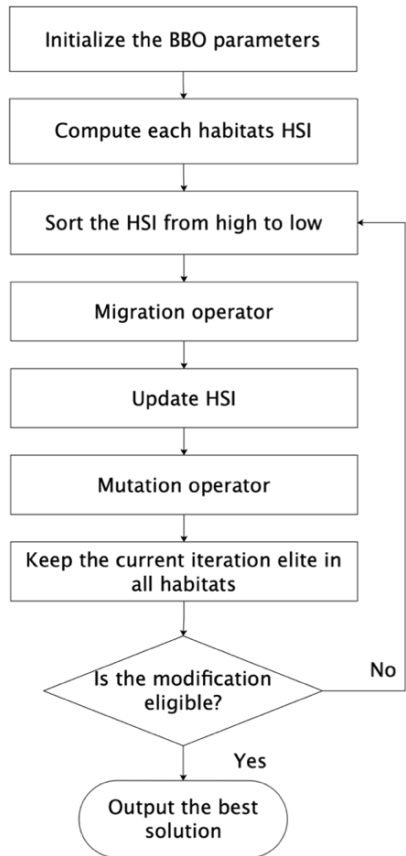 Initialize the BBO parameters
Compute each habitats HSI
Sort the HSI from high to low
Migration operator
Update HSI
Mutation operator
Keep the current iteration elite in
all habitats
Is the modification
eligible?
No
Yes
Output the best
solution